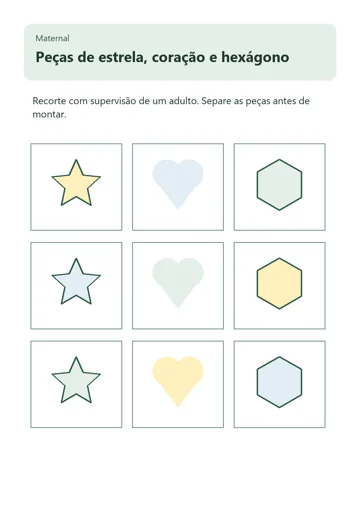 Maternal
Peças de estrela, coração e hexágono
Recorte com supervisão de um adulto. Separe as peças antes de
montar.